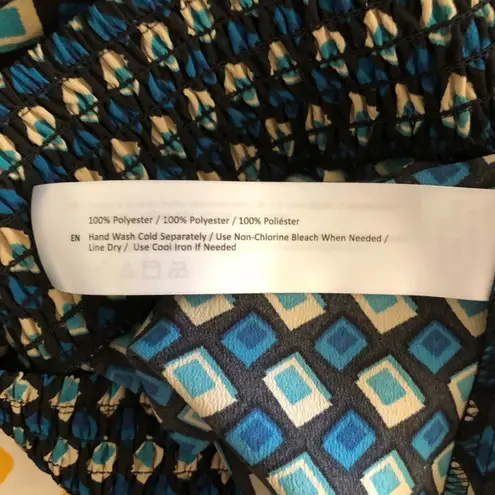 100% Polyester / 100% Polyester / 100% Poliéster
EN Hand Wash Cold Separately / Use Non-Chlorine Bleach When Needed /
Line Dry / Use Cool Iron If Needed